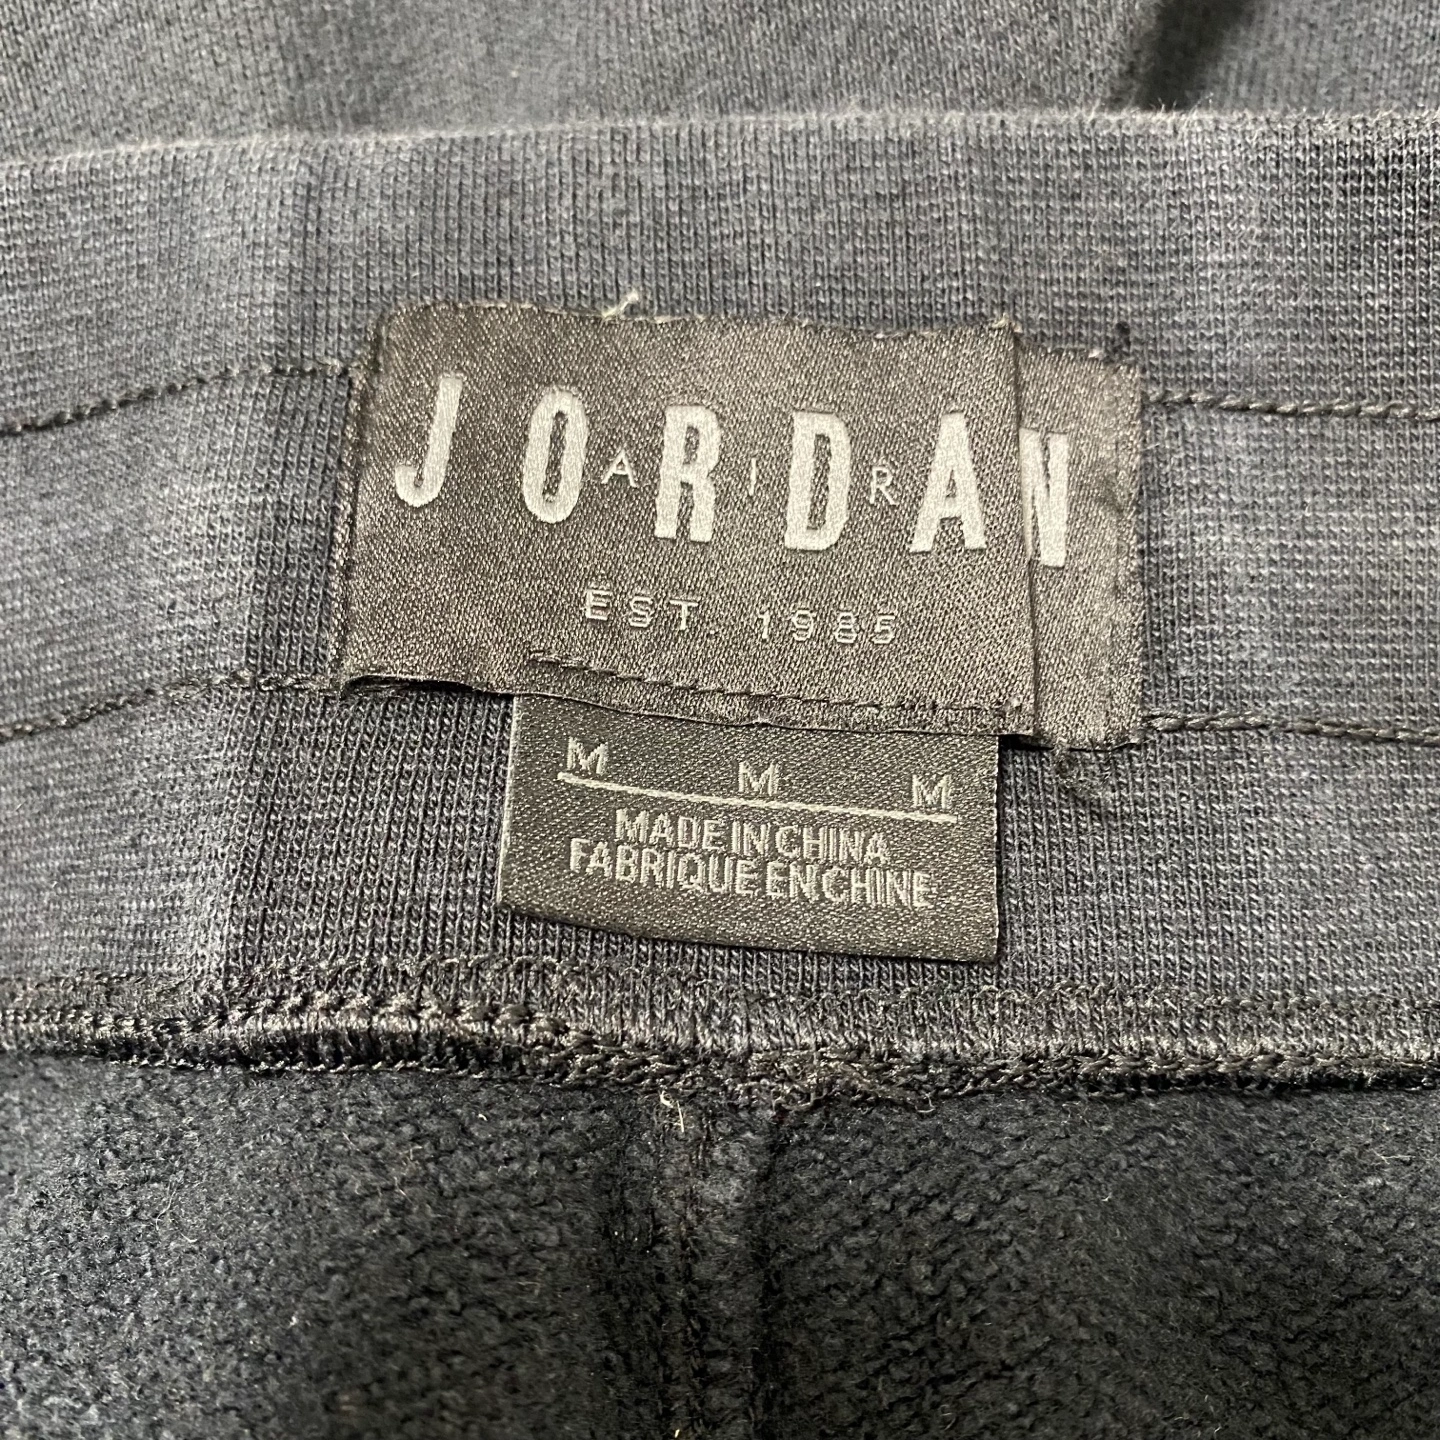 JORDAN
AIR
EST. 1985
M M M
MADE IN CHINA
FABRIQUE EN CHINE